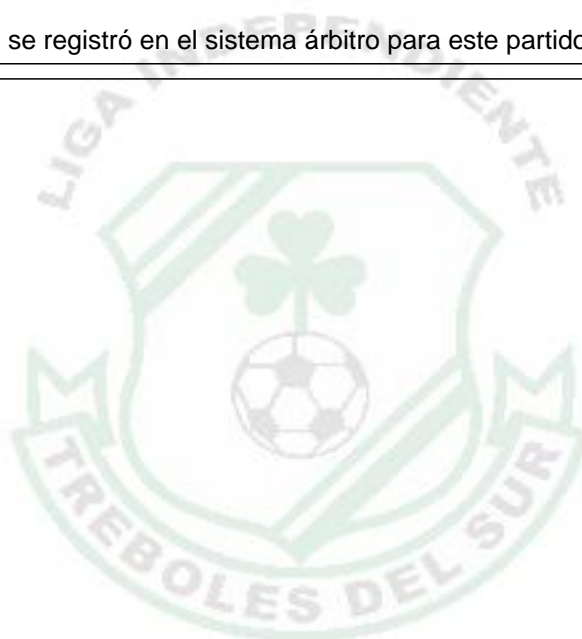 se registró en el sistema árbitro para este partido
LIGA INDEPENDIENTE
TREBOLES DEL SUR